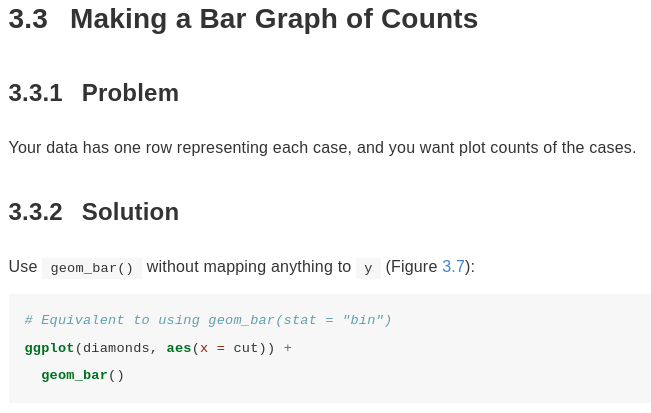 3.3 Making a Bar Graph of Counts
3.3.1 Problem
Your data has one row representing each case, and you want plot counts of the cases.
3.3.2 Solution
Use geom_bar() without mapping anything to y (Figure 3.7):
# Equivalent to using geom_bar(stat = "bin")
ggplot(diamonds, aes(x = cut)) +
  geom_bar()